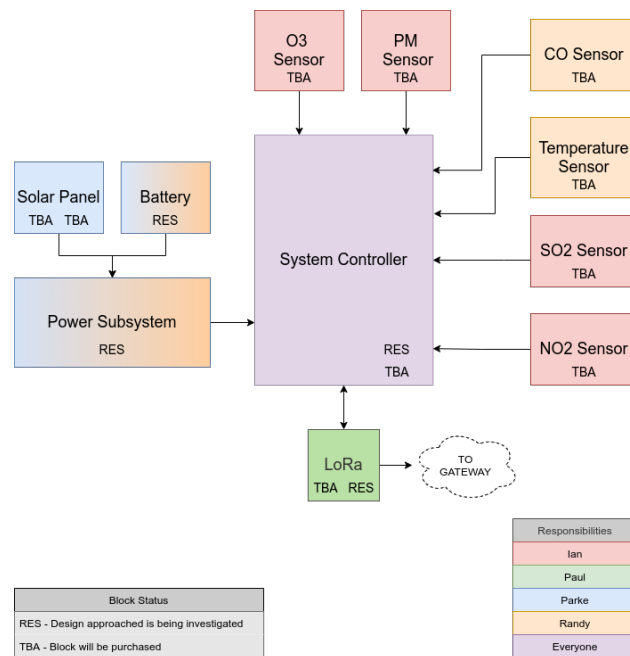 O3
Sensor
TBA
PM
Sensor
TBA
CO Sensor
TBA
Temperature
Sensor
TBA
Solar Panel
TBA TBA
Battery
RES
System Controller
RES
TBA
SO2 Sensor
TBA
Power Subsystem
RES
NO2 Sensor
TBA
LoRa
TBA RES
TO
GATEWAY
Block Status
RES - Design approached is being investigated
TBA - Block will be purchased
Responsibilities
Ian
Paul
Parke
Randy
Everyone